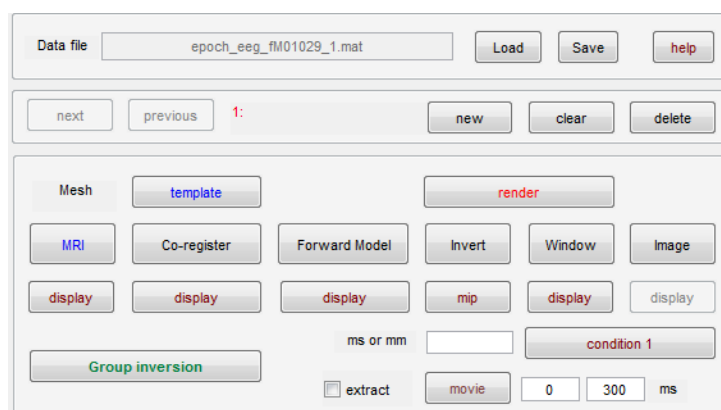 Data file epoch_eeg_fM01029_1.mat Load Save help
next previous 1: new clear delete
Mesh template render
MRI Co-register Forward Model Invert Window Image
display display display mip display display
ms or mm condition 1
Group inversion
extract movie 0 300 ms